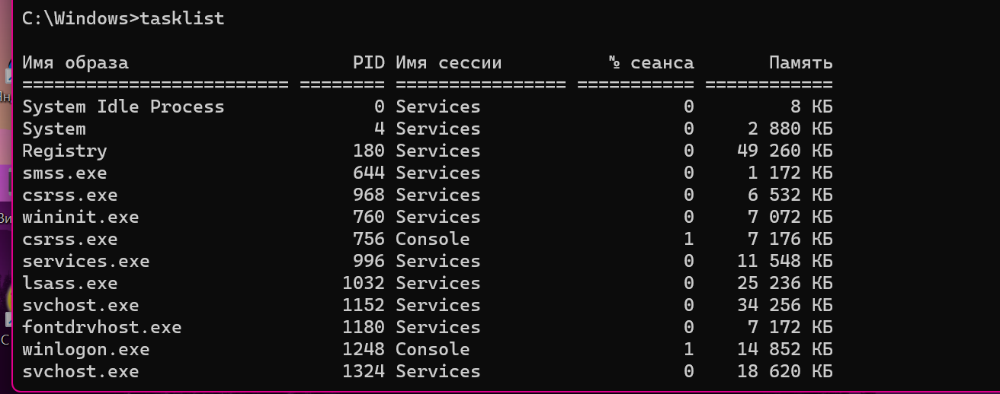 C:\Windows>tasklist
Имя образа PID Имя сессии № сеанса Память
========================= ======== ================ =========== ============
System Idle Process 0 Services 0 8 КБ
System 4 Services 0 2 880 КБ
Registry 180 Services 0 49 260 КБ
smss.exe 644 Services 0 1 172 КБ
csrss.exe 968 Services 0 6 532 КБ
wininit.exe 760 Services 0 7 072 КБ
csrss.exe 756 Console 1 7 176 КБ
services.exe 996 Services 0 11 548 КБ
lsass.exe 1032 Services 0 25 236 КБ
svchost.exe 1152 Services 0 34 256 КБ
fontdrvhost.exe 1180 Services 0 7 172 КБ
winlogon.exe 1248 Console 1 14 852 КБ
svchost.exe 1324 Services 0 18 620 КБ